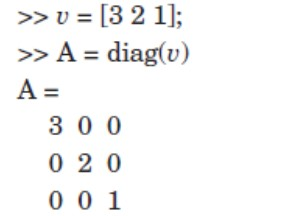 >> v = [3 2 1];
>> A = diag(v)
A =
3 0 0
0 2 0
0 0 1